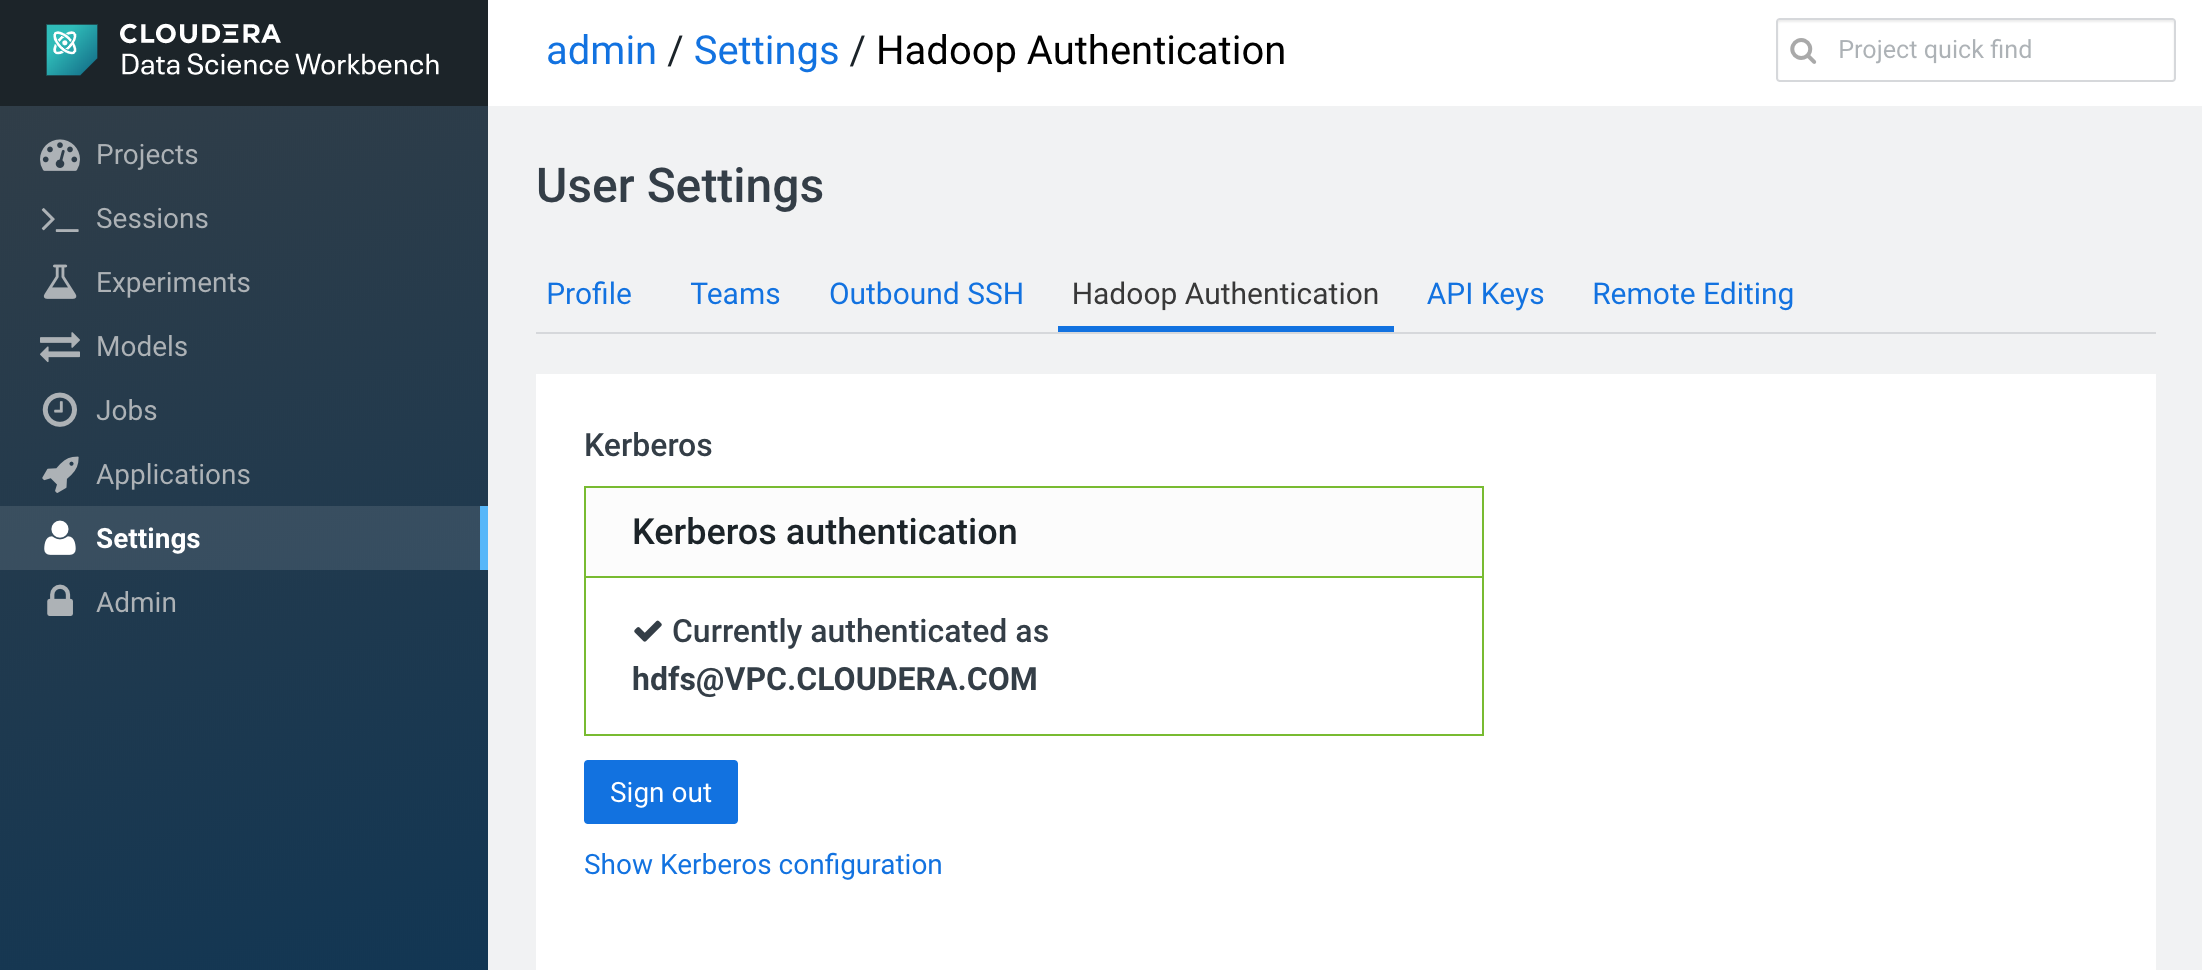 CLOUDERA
Data Science Workbench
admin / Settings / Hadoop Authentication
Project quick find
Projects
Sessions
Experiments
Models
Jobs
Applications
Settings
Admin
User Settings
Profile Teams Outbound SSH Hadoop Authentication API Keys Remote Editing
Kerberos
Kerberos authentication
Currently authenticated as
hdfs@VPC.CLOUDERA.COM
Sign out
Show Kerberos configuration